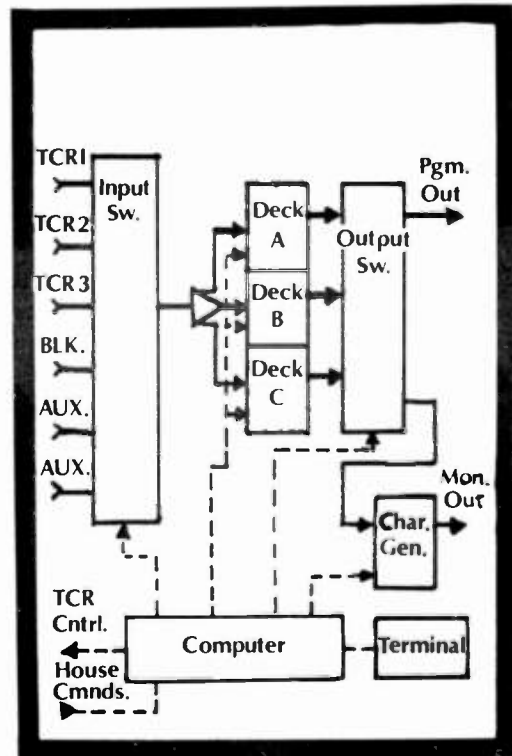 TCR1
TCR2
TCR3
BLK.
AUX.
AUX.
Input
Sw.
Deck
A
Deck
B
Deck
C
Output
Sw.
Pgm.
Out
Mon.
Out
Char.
Gen.
TCR
Cntrl.
House
Cmnds.
Computer
Terminal